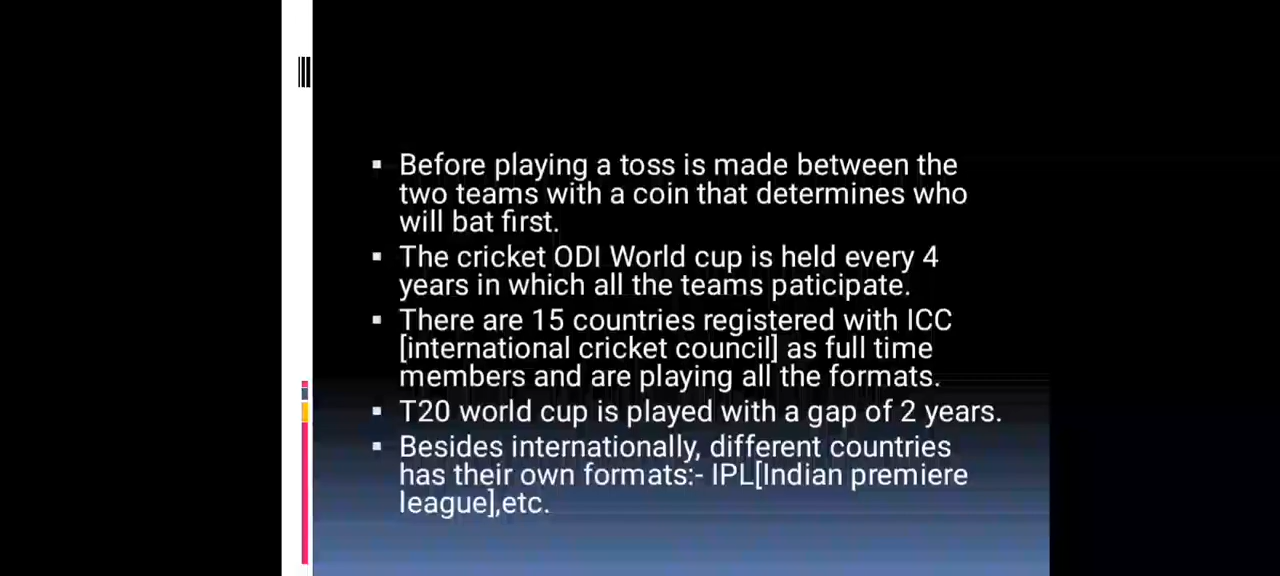 ▪ Before playing a toss is made between the
two teams with a coin that determines who
will bat first.
▪ The cricket ODI World cup is held every 4
years in which all the teams paticipate.
▪ There are 15 countries registered with ICC
[international cricket council] as full time
members and are playing all the formats.
▪ T20 world cup is played with a gap of 2 years.
▪ Besides internationally, different countries
has their own formats:- IPL[Indian premiere
league],etc.